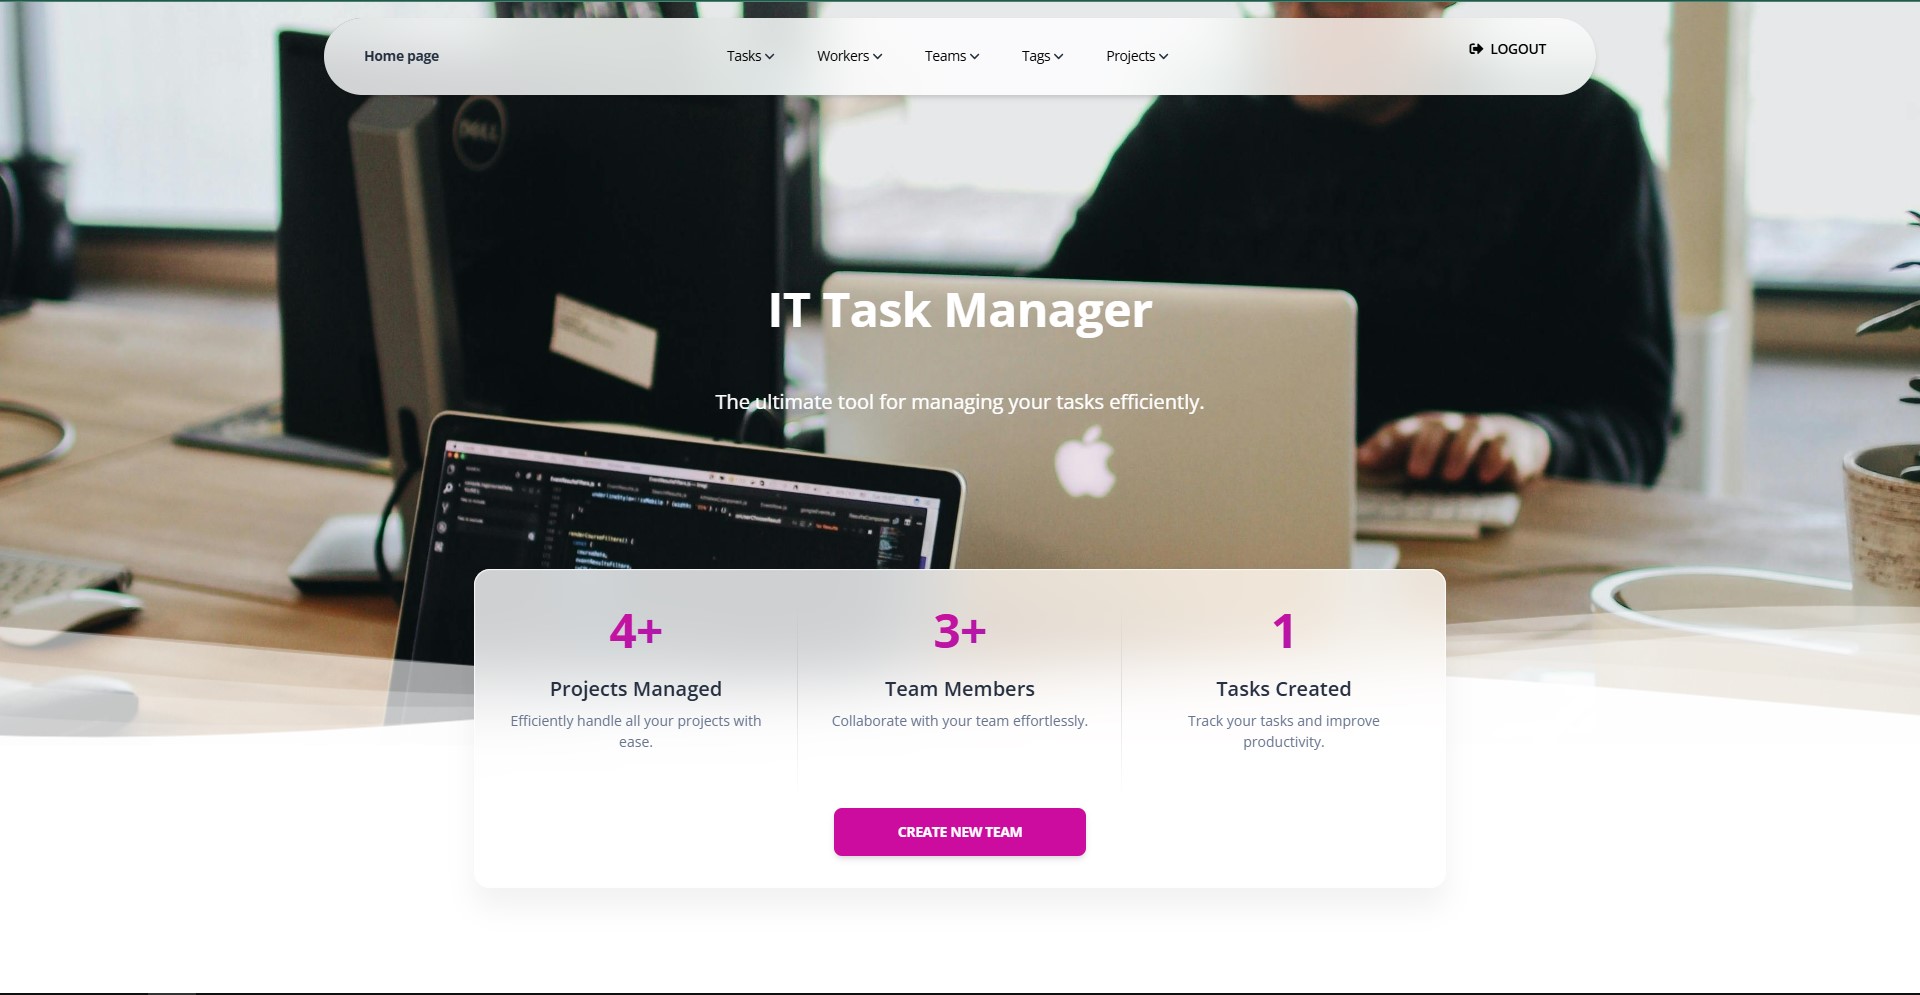 Home page
Tasks
Workers
Teams
Tags
Projects
LOGOUT
DELL
IT Task Manager
The ultimate tool for managing your tasks efficiently.
4+
3+
1
Projects Managed
Team Members
Tasks Created
Efficiently handle all your projects with
ease.
Collaborate with your team effortlessly.
Track your tasks and improve
productivity.
CREATE NEW TEAM